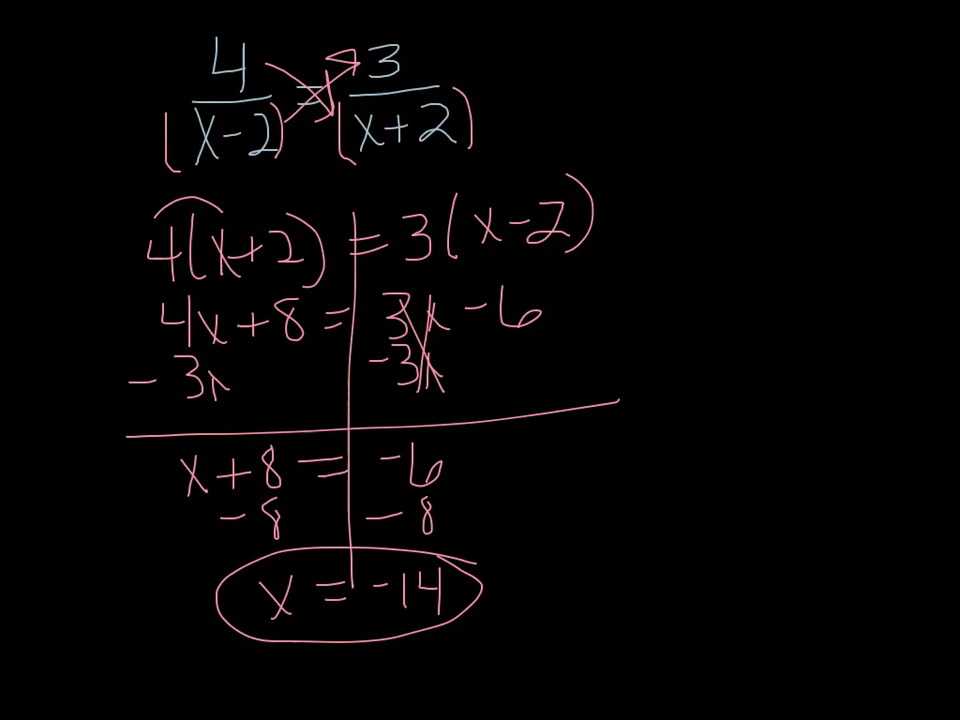 4/(x-2) = 3/(x+2)
4(x+2) = 3(x-2)
4x+8 = 3x-6
-3x -3x
x+8 = -6
-8 -8
x = -14